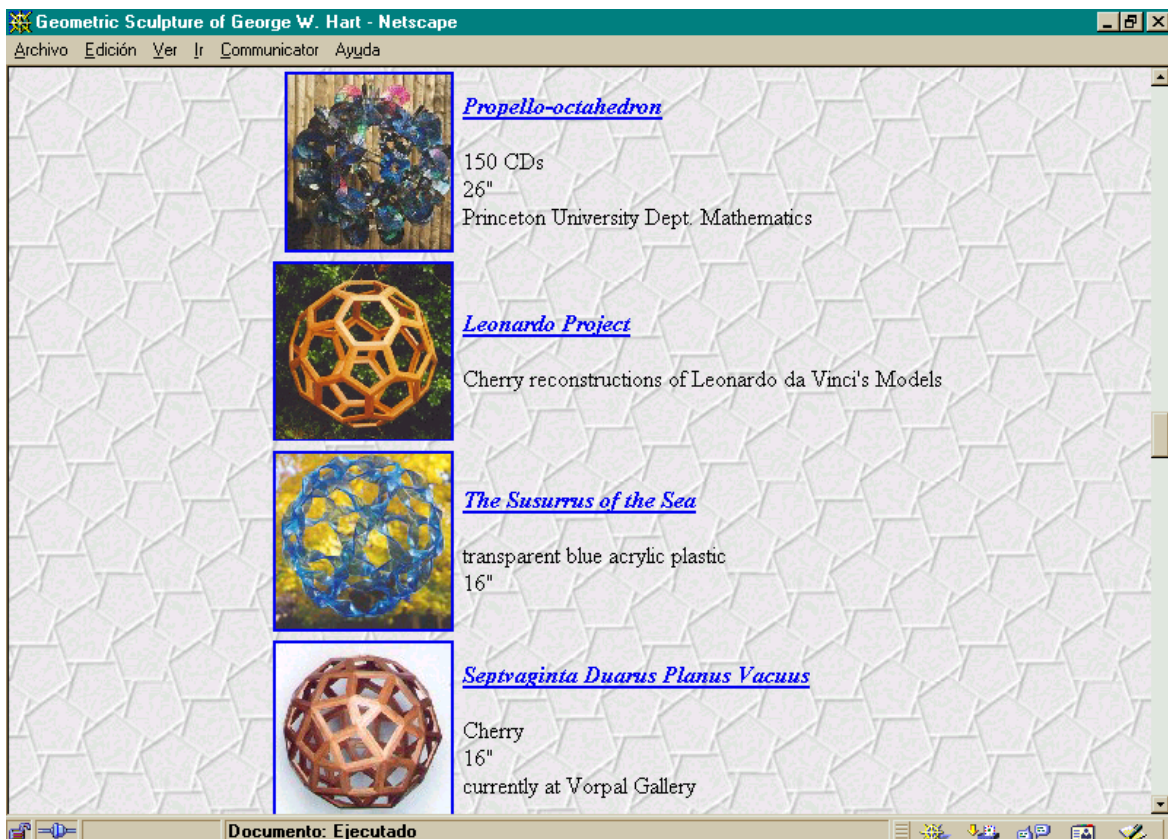 Geometric Sculpture of George W. Hart - Netscape
Archivo Edición Ver Ir Communicator Ayuda
Propello-octahedron
150 CDs
26"
Princeton University Dept. Mathematics
Leonardo Project
Cherry reconstructions of Leonardo da Vinci's Models
The Susurrus of the Sea
transparent blue acrylic plastic
16"
Septvaginta Duarus Planus Vacuus
Cherry
16"
currently at Vorpal Gallery
Documento: Ejecutado